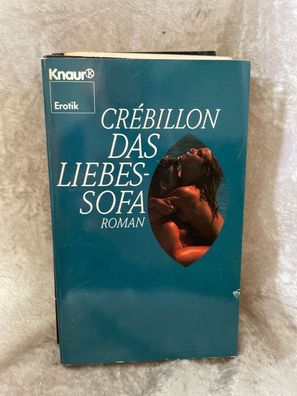 Knaur®
Erotik
CRÉBILLON
DAS
LIEBES-
SOFA
ROMAN